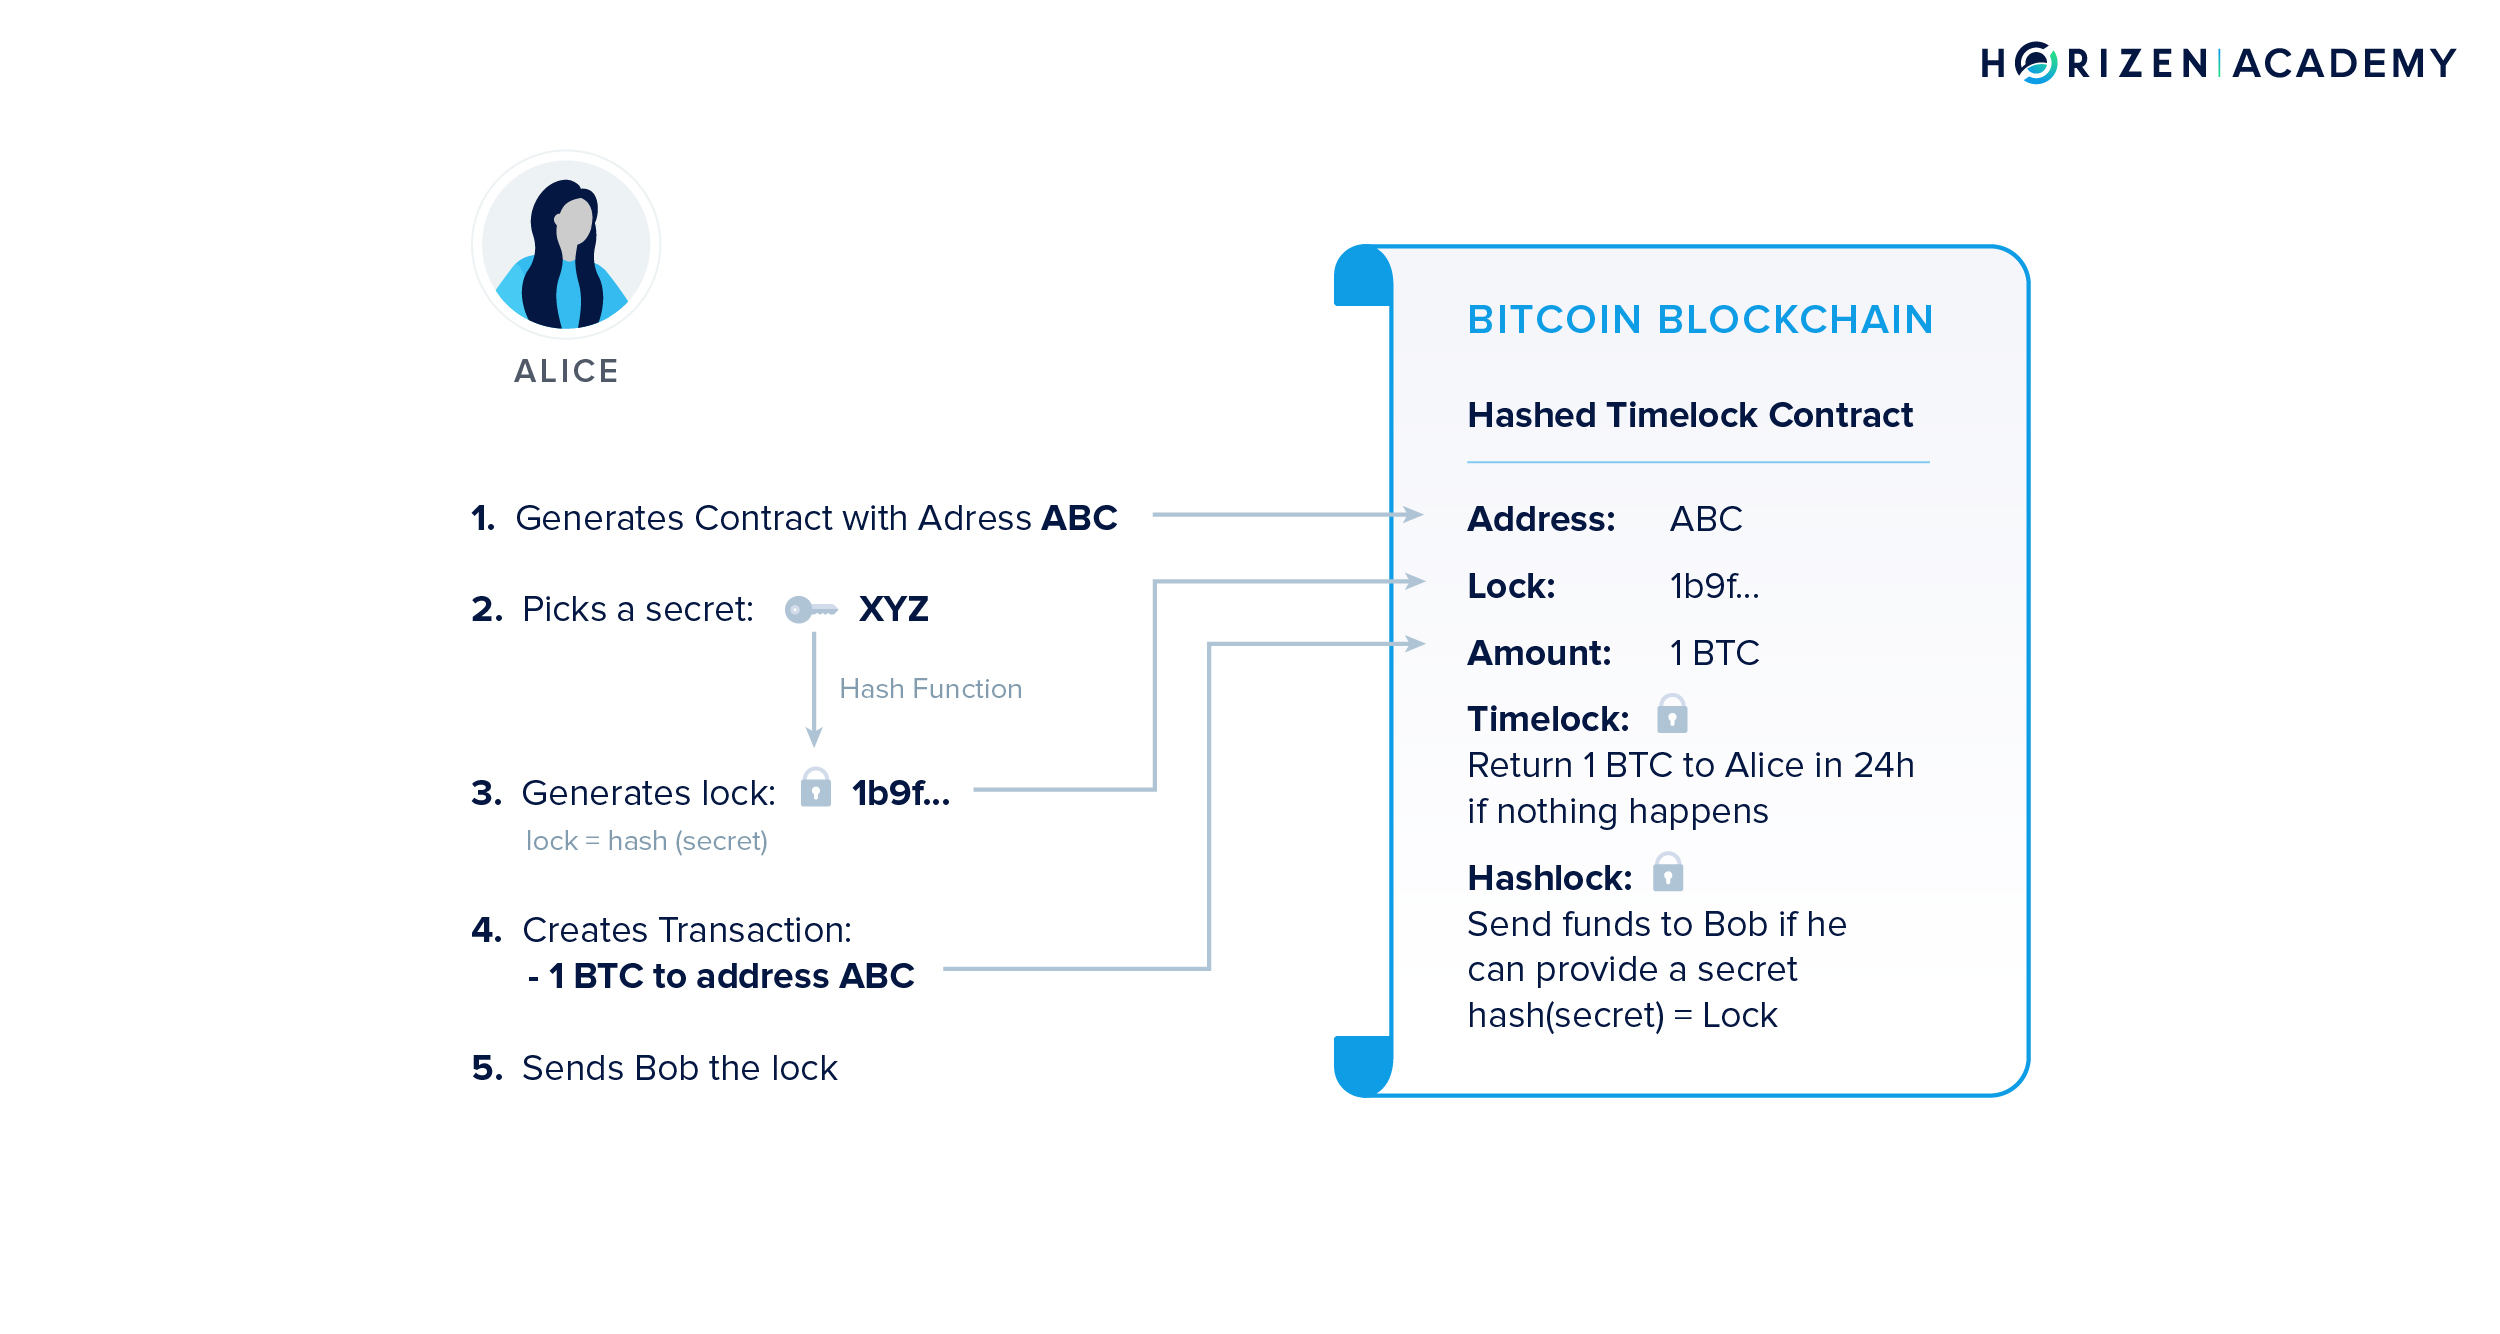 HORIZEN | ACADEMY
ALICE
1. Generates Contract with Adress ABC
2. Picks a secret: XYZ
Hash Function
3. Generates lock: 1b9f...
lock = hash (secret)
4. Creates Transaction:
- 1 BTC to address ABC
5. Sends Bob the lock
BITCOIN BLOCKCHAIN
Hashed Timelock Contract
Address: ABC
Lock: 1b9f...
Amount: 1 BTC
Timelock:
Return 1 BTC to Alice in 24h
if nothing happens
Hashlock:
Send funds to Bob if he
can provide a secret
hash(secret) = Lock